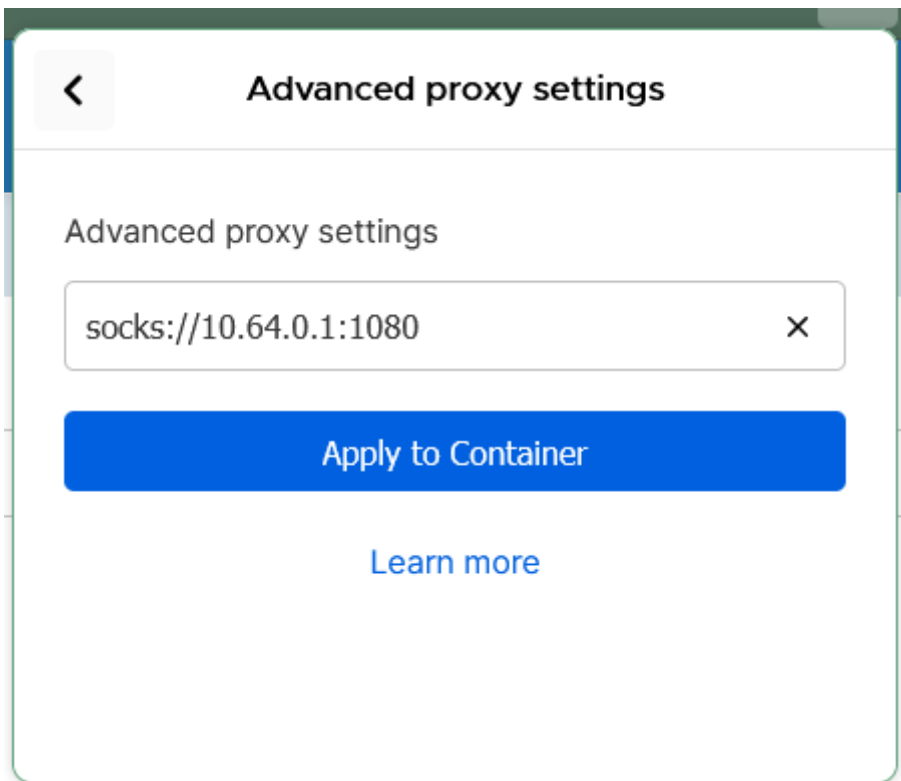 Advanced proxy settings
Advanced proxy settings
socks://10.64.0.1:1080
Apply to Container
Learn more